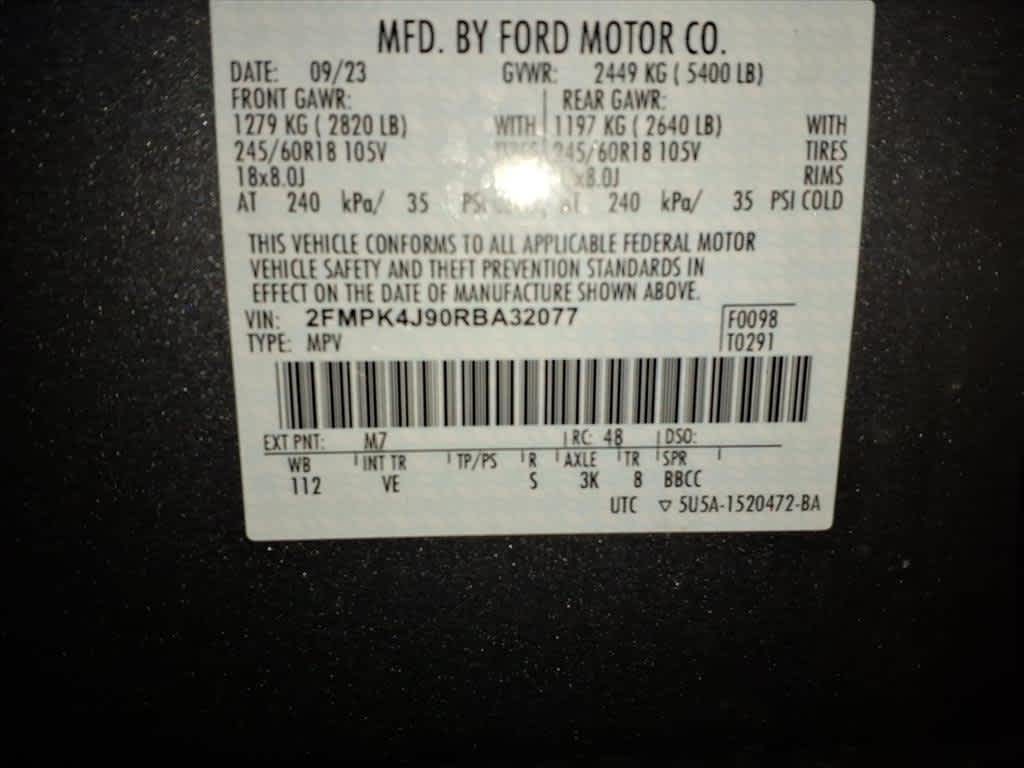 MFD. BY FORD MOTOR CO.
DATE: 09/23 GVWR: 2449 KG ( 5400 LB)
FRONT GAWR: REAR GAWR:
1279 KG ( 2820 LB) WITH 1197 KG ( 2640 LB) WITH
245/60R18 105V TIRES 245/60R18 105V TIRES
18x8.0J x8.0J RIMS
AT 240 kPa/ 35 PSI AT 240 kPa/ 35 PSI COLD
THIS VEHICLE CONFORMS TO ALL APPLICABLE FEDERAL MOTOR
VEHICLE SAFETY AND THEFT PREVENTION STANDARDS IN
EFFECT ON THE DATE OF MANUFACTURE SHOWN ABOVE.
VIN: 2FMPK4J90RBA32077 F0098
TYPE: MPV T0291
EXT PNT: M7 RC: 48 DSO:
WB INT TR TP/PS R AXLE TR SPR
112 VE S 3K 8 BBCC
UTC ▽ 5U5A-1520472-BA